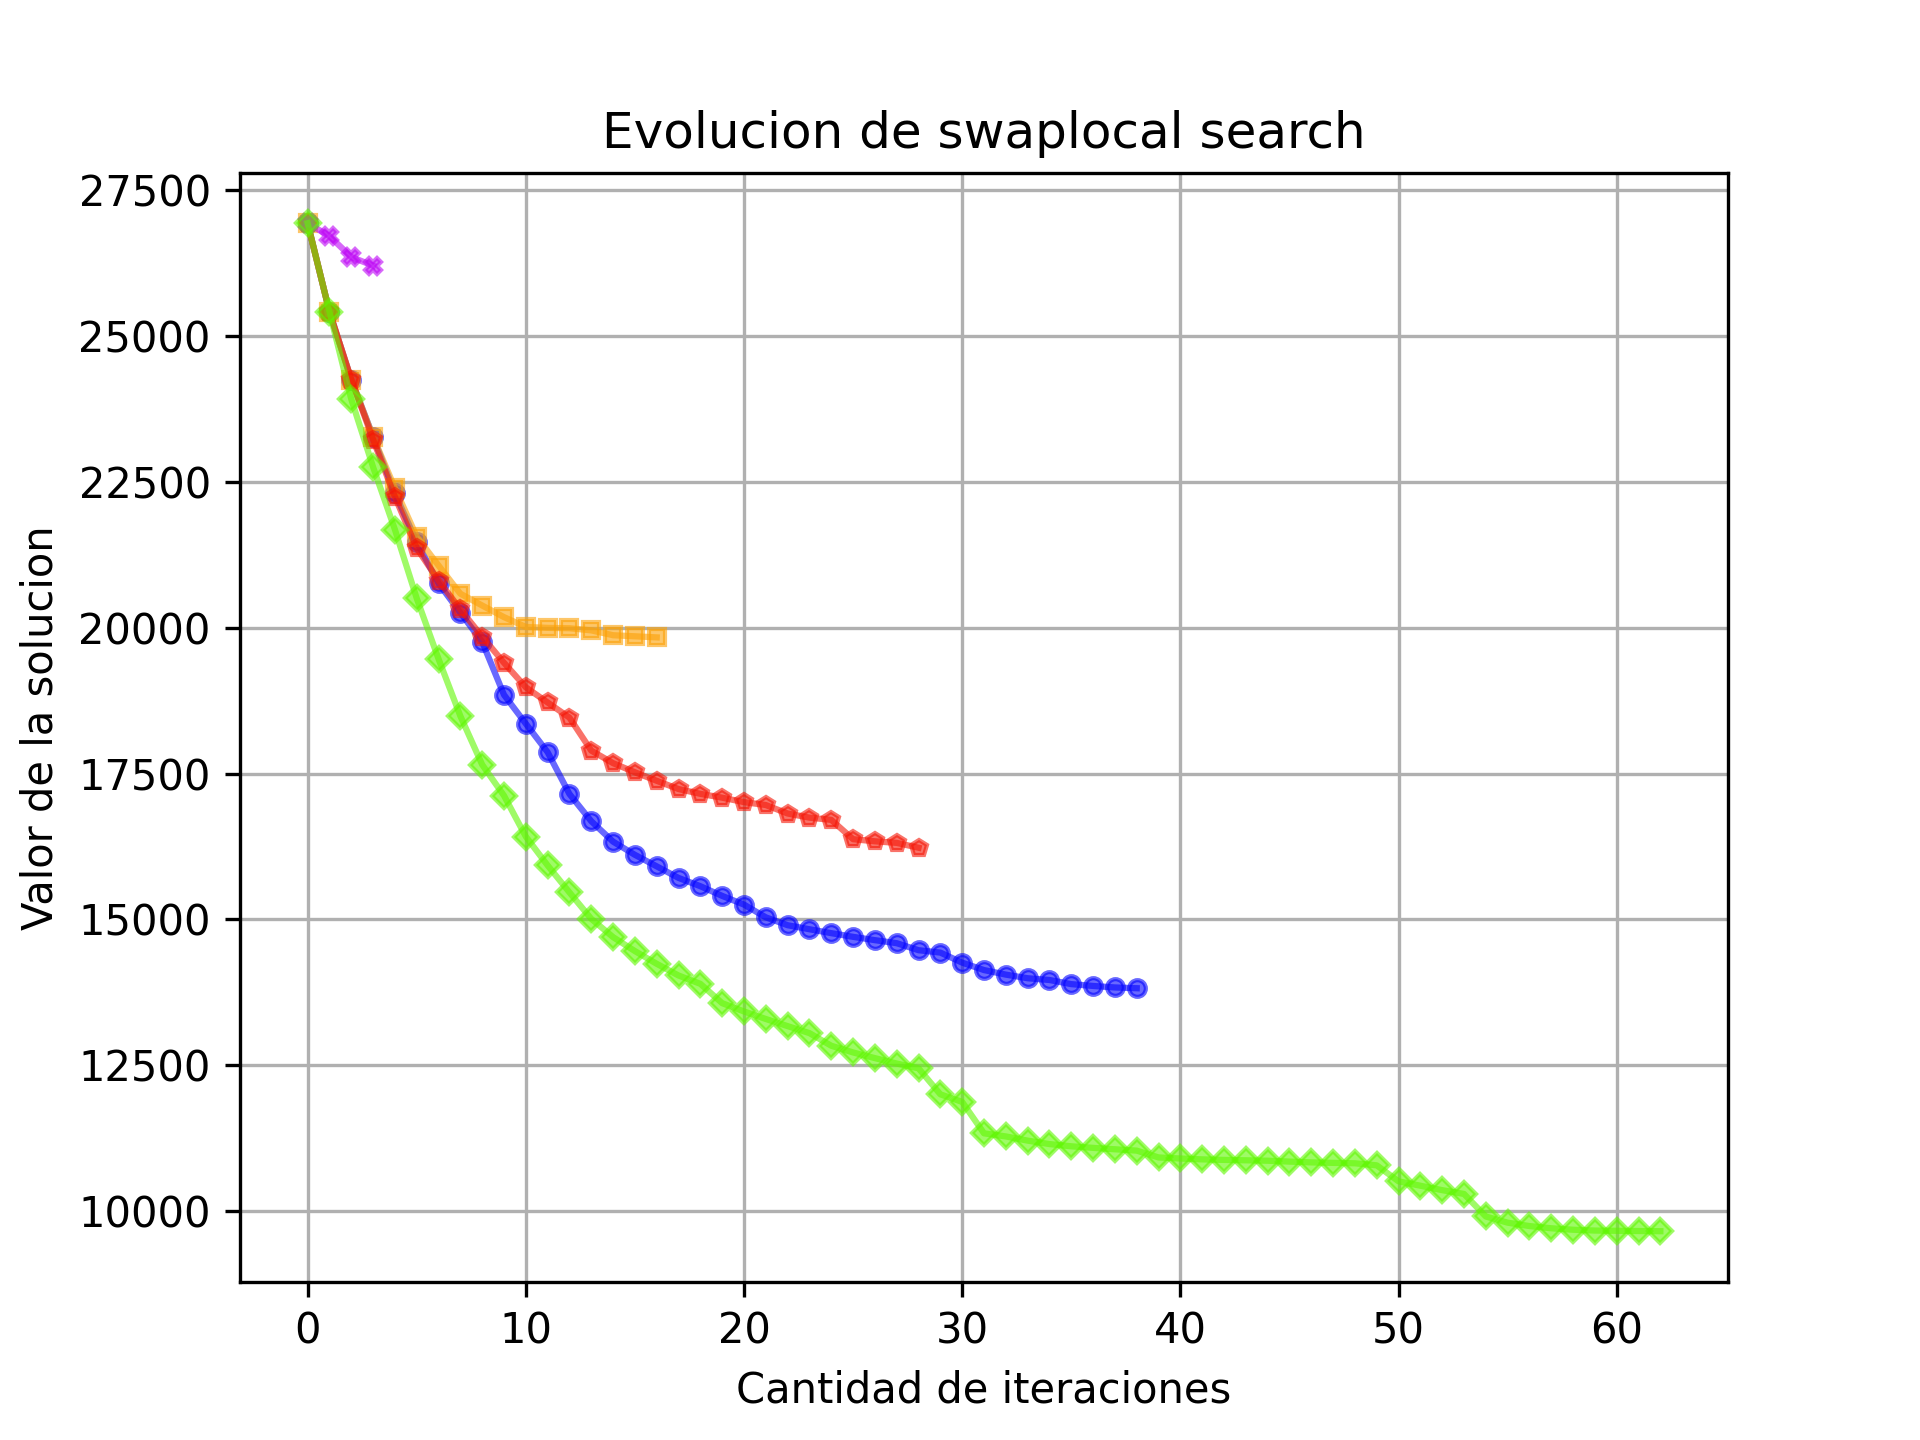 Evolucion de swaplocal search
27500
25000
22500
20000
17500
15000
12500
10000
Valor de la solucion
0 10 20 30 40 50 60
Cantidad de iteraciones